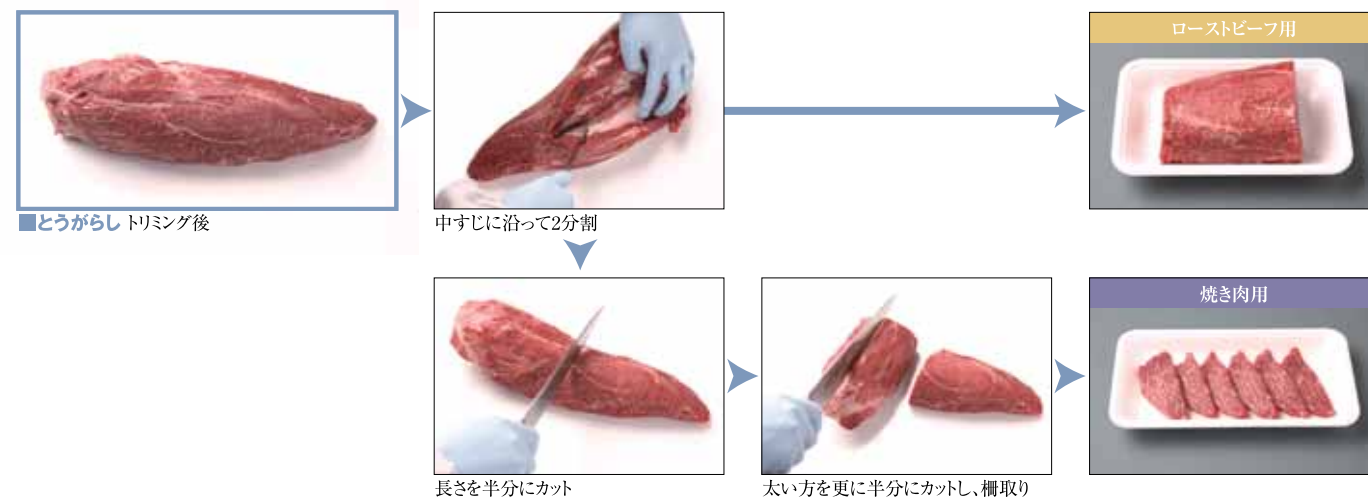 ローストビーフ用
■とうがらし トリミング後
中すじに沿って2分割
焼き肉用
長さを半分にカット
太い方を更に半分にカットし、柵取り